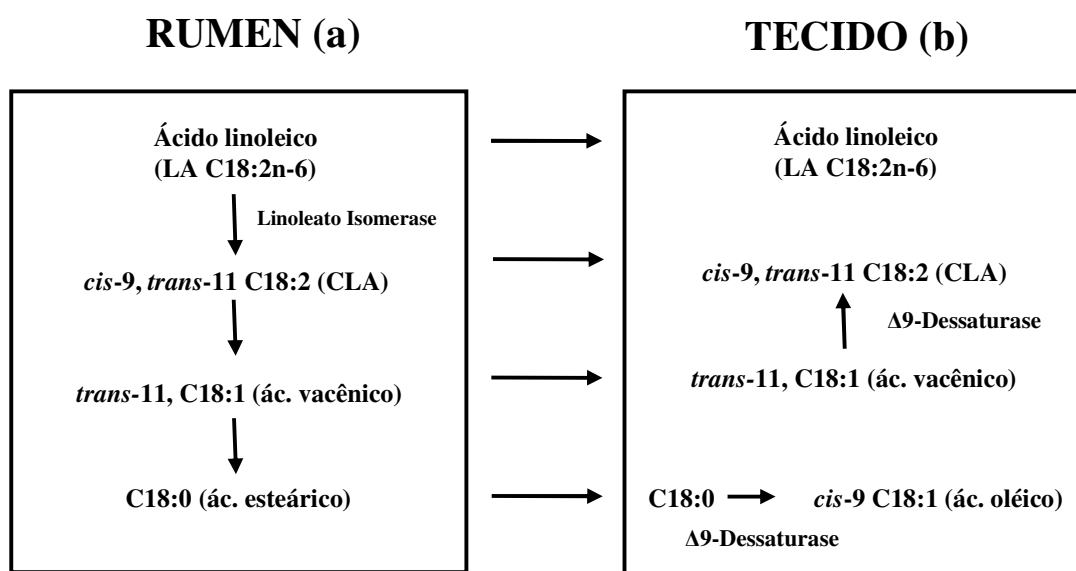 RUMEN (a)
Ácido linoleico
(LA C18:2n-6)
Linoleato Isomerase
cis-9, trans-11 C18:2 (CLA)
trans-11, C18:1 (ác. vacênico)
C18:0 (ác. esteárico)
TECIDO (b)
Ácido linoleico
(LA C18:2n-6)
cis-9, trans-11 C18:2 (CLA)
Δ9-Dessaturase
trans-11, C18:1 (ác. vacênico)
C18:0
cis-9 C18:1 (ác. oléico)
Δ9-Dessaturase